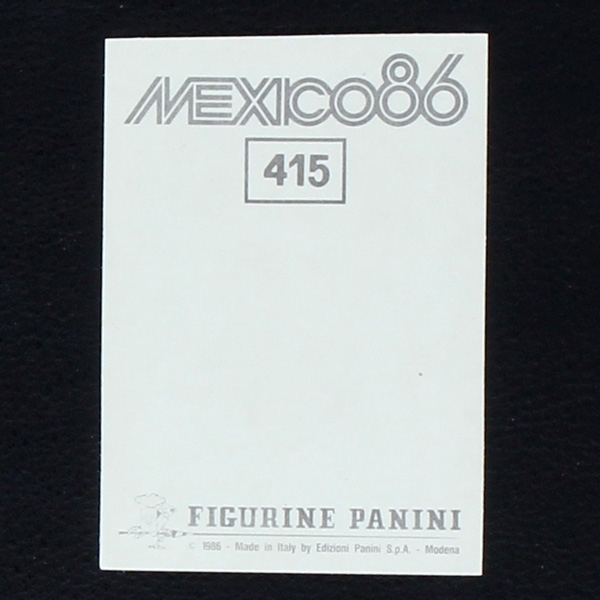 MEXICO86
415
FIGURINE PANINI
© 1986 - Made in Italy by Edizioni Panini S.p.A. - Modena